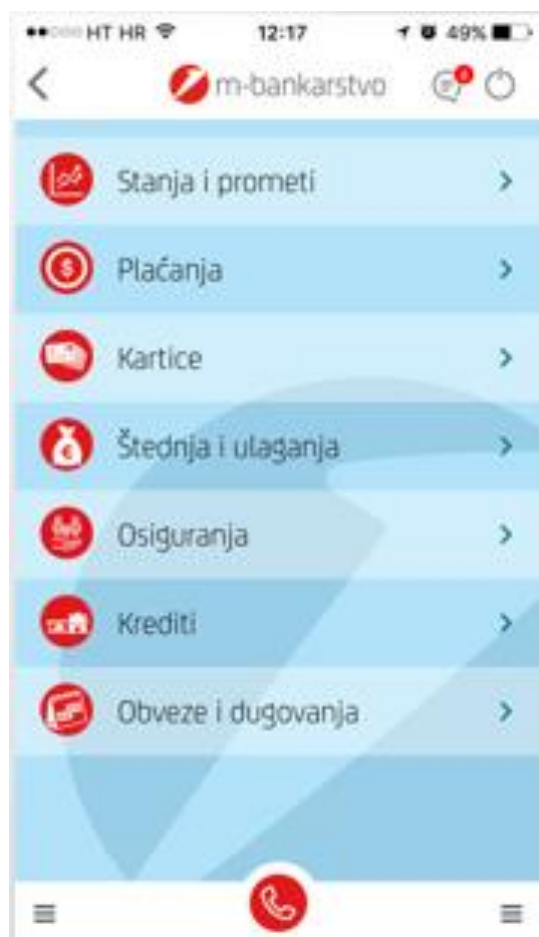 HT HR 12:17 49%
m-bankarstvo
Stanja i prometi
Plaćanja
Kartice
Štednja i ulaganja
Osiguranja
Krediti
Obveze i dugovanja